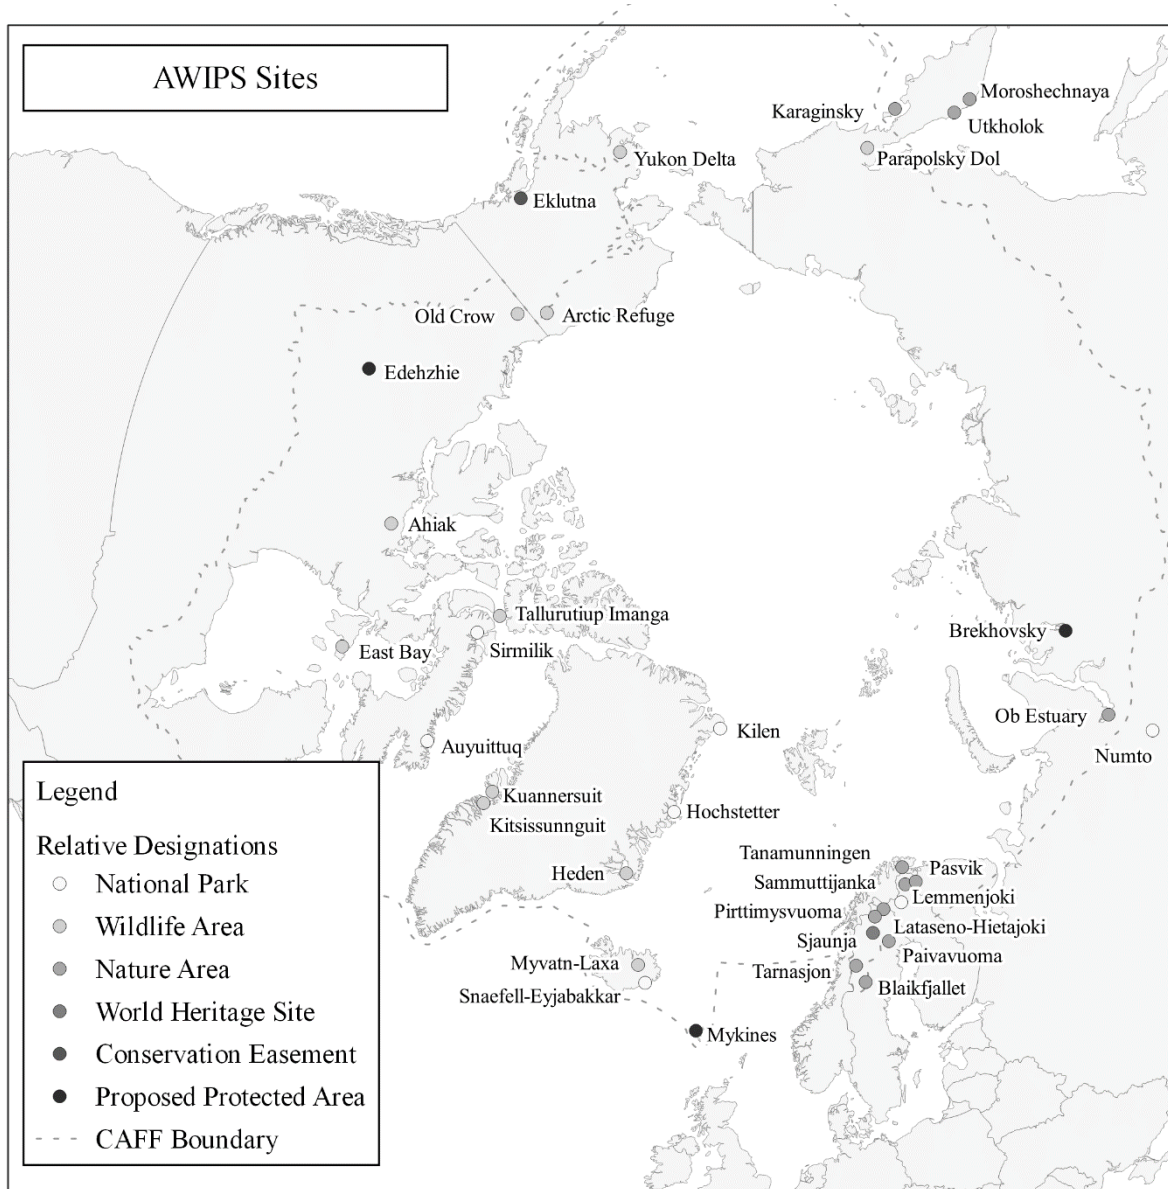 AWIPS Sites
Moroshechnaya
Karaginsky
Utkholok
Yukon Delta
Parapolsky Dol
Eklutna
Old Crow
Arctic Refuge
Edehzhie
Ahiak
Tallurutiup Imanga
Brekhovsky
East Bay
Sirmilik
Ob Estuary
Kilen
Auyuittuq
Numto
Kuannersuit
Kitsissunnguit
Hochstetter
Heden
Tanamunningen
Pasvik
Sammuttijanka
Lemmenjoki
Pirttimysvuoma
Lataseno-Hietajoki
Sjaunja
Paivavuoma
Myvatn-Laxa
Tarnasjon
Snaefell-Eyjabakkar
Blaikfjallet
Mykines
Legend
Relative Designations
National Park
Wildlife Area
Nature Area
World Heritage Site
Conservation Easement
Proposed Protected Area
CAFF Boundary